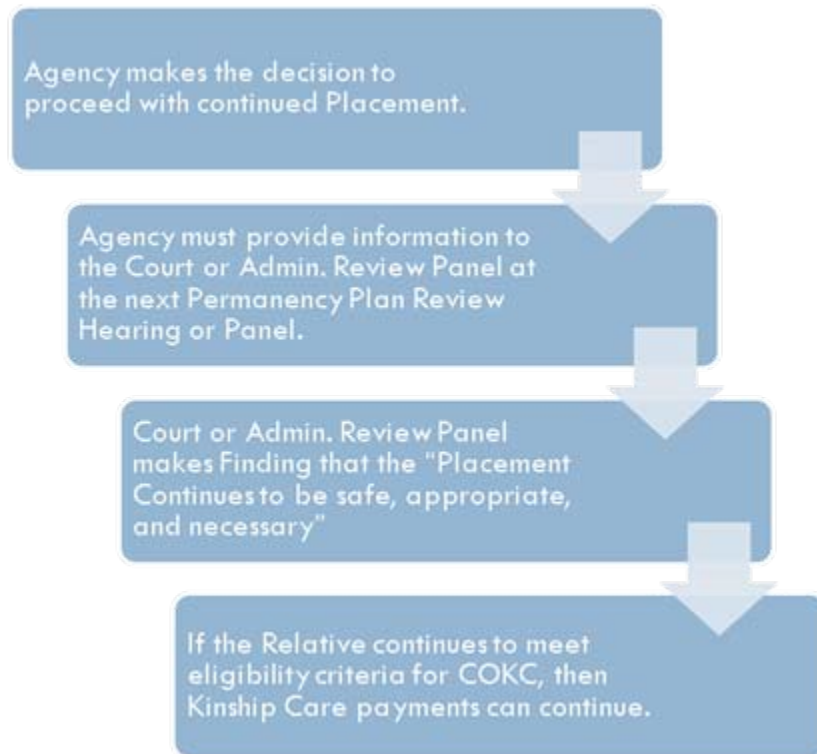 Agency makes the decision to
proceed with continued Placement.
Agency must provide information to
the Court or Admin. Review Panel at
the next Permanency Plan Review
Hearing or Panel.
Court or Admin. Review Panel
makes Finding that the "Placement
Continues to be safe, appropriate,
and necessary"
If the Relative continues to meet
eligibility criteria for COKC, then
Kinship Care payments can continue.